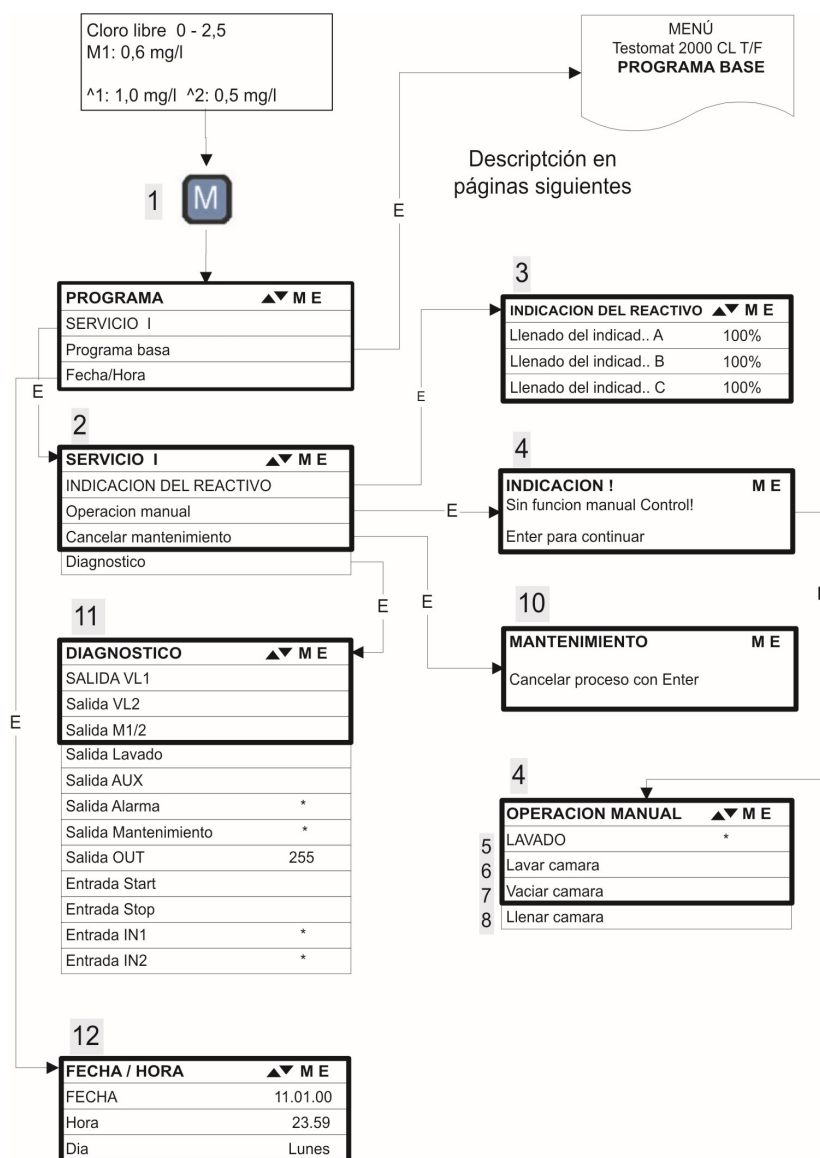 Cloro libre 0 - 2,5
M1: 0,6 mg/l
^1: 1,0 mg/l ^2: 0,5 mg/l
MENÚ
Testomat 2000 CL T/F
PROGRAMA BASE
Descriptción en
páginas siguientes
1
M
E
PROGRAMA ▲▼ M E
SERVICIO I
Programa basa
Fecha/Hora
E
3
INDICACION DEL REACTIVO ▲▼ M E
Llenado del indicad.. A 100%
Llenado del indicad.. B 100%
Llenado del indicad.. C 100%
E
2
SERVICIO I ▲▼ M E
INDICACION DEL REACTIVO
Operacion manual
Cancelar mantenimiento
Diagnostico
E
4
INDICACION ! M E
Sin funcion manual Control!
Enter para continuar
E
E
10
MANTENIMIENTO M E
Cancelar proceso con Enter
11
DIAGNOSTICO ▲▼ M E
SALIDA VL1
Salida VL2
Salida M1/2
Salida Lavado
Salida AUX
Salida Alarma *
Salida Mantenimiento *
Salida OUT 255
Entrada Start
Entrada Stop
Entrada IN1 *
Entrada IN2 *
E
4
OPERACION MANUAL ▲▼ M E
5 LAVADO *
6 Lavar camara
7 Vaciar camara
8 Llenar camara
12
FECHA / HORA ▲▼ M E
FECHA 11.01.00
Hora 23.59
Dia Lunes